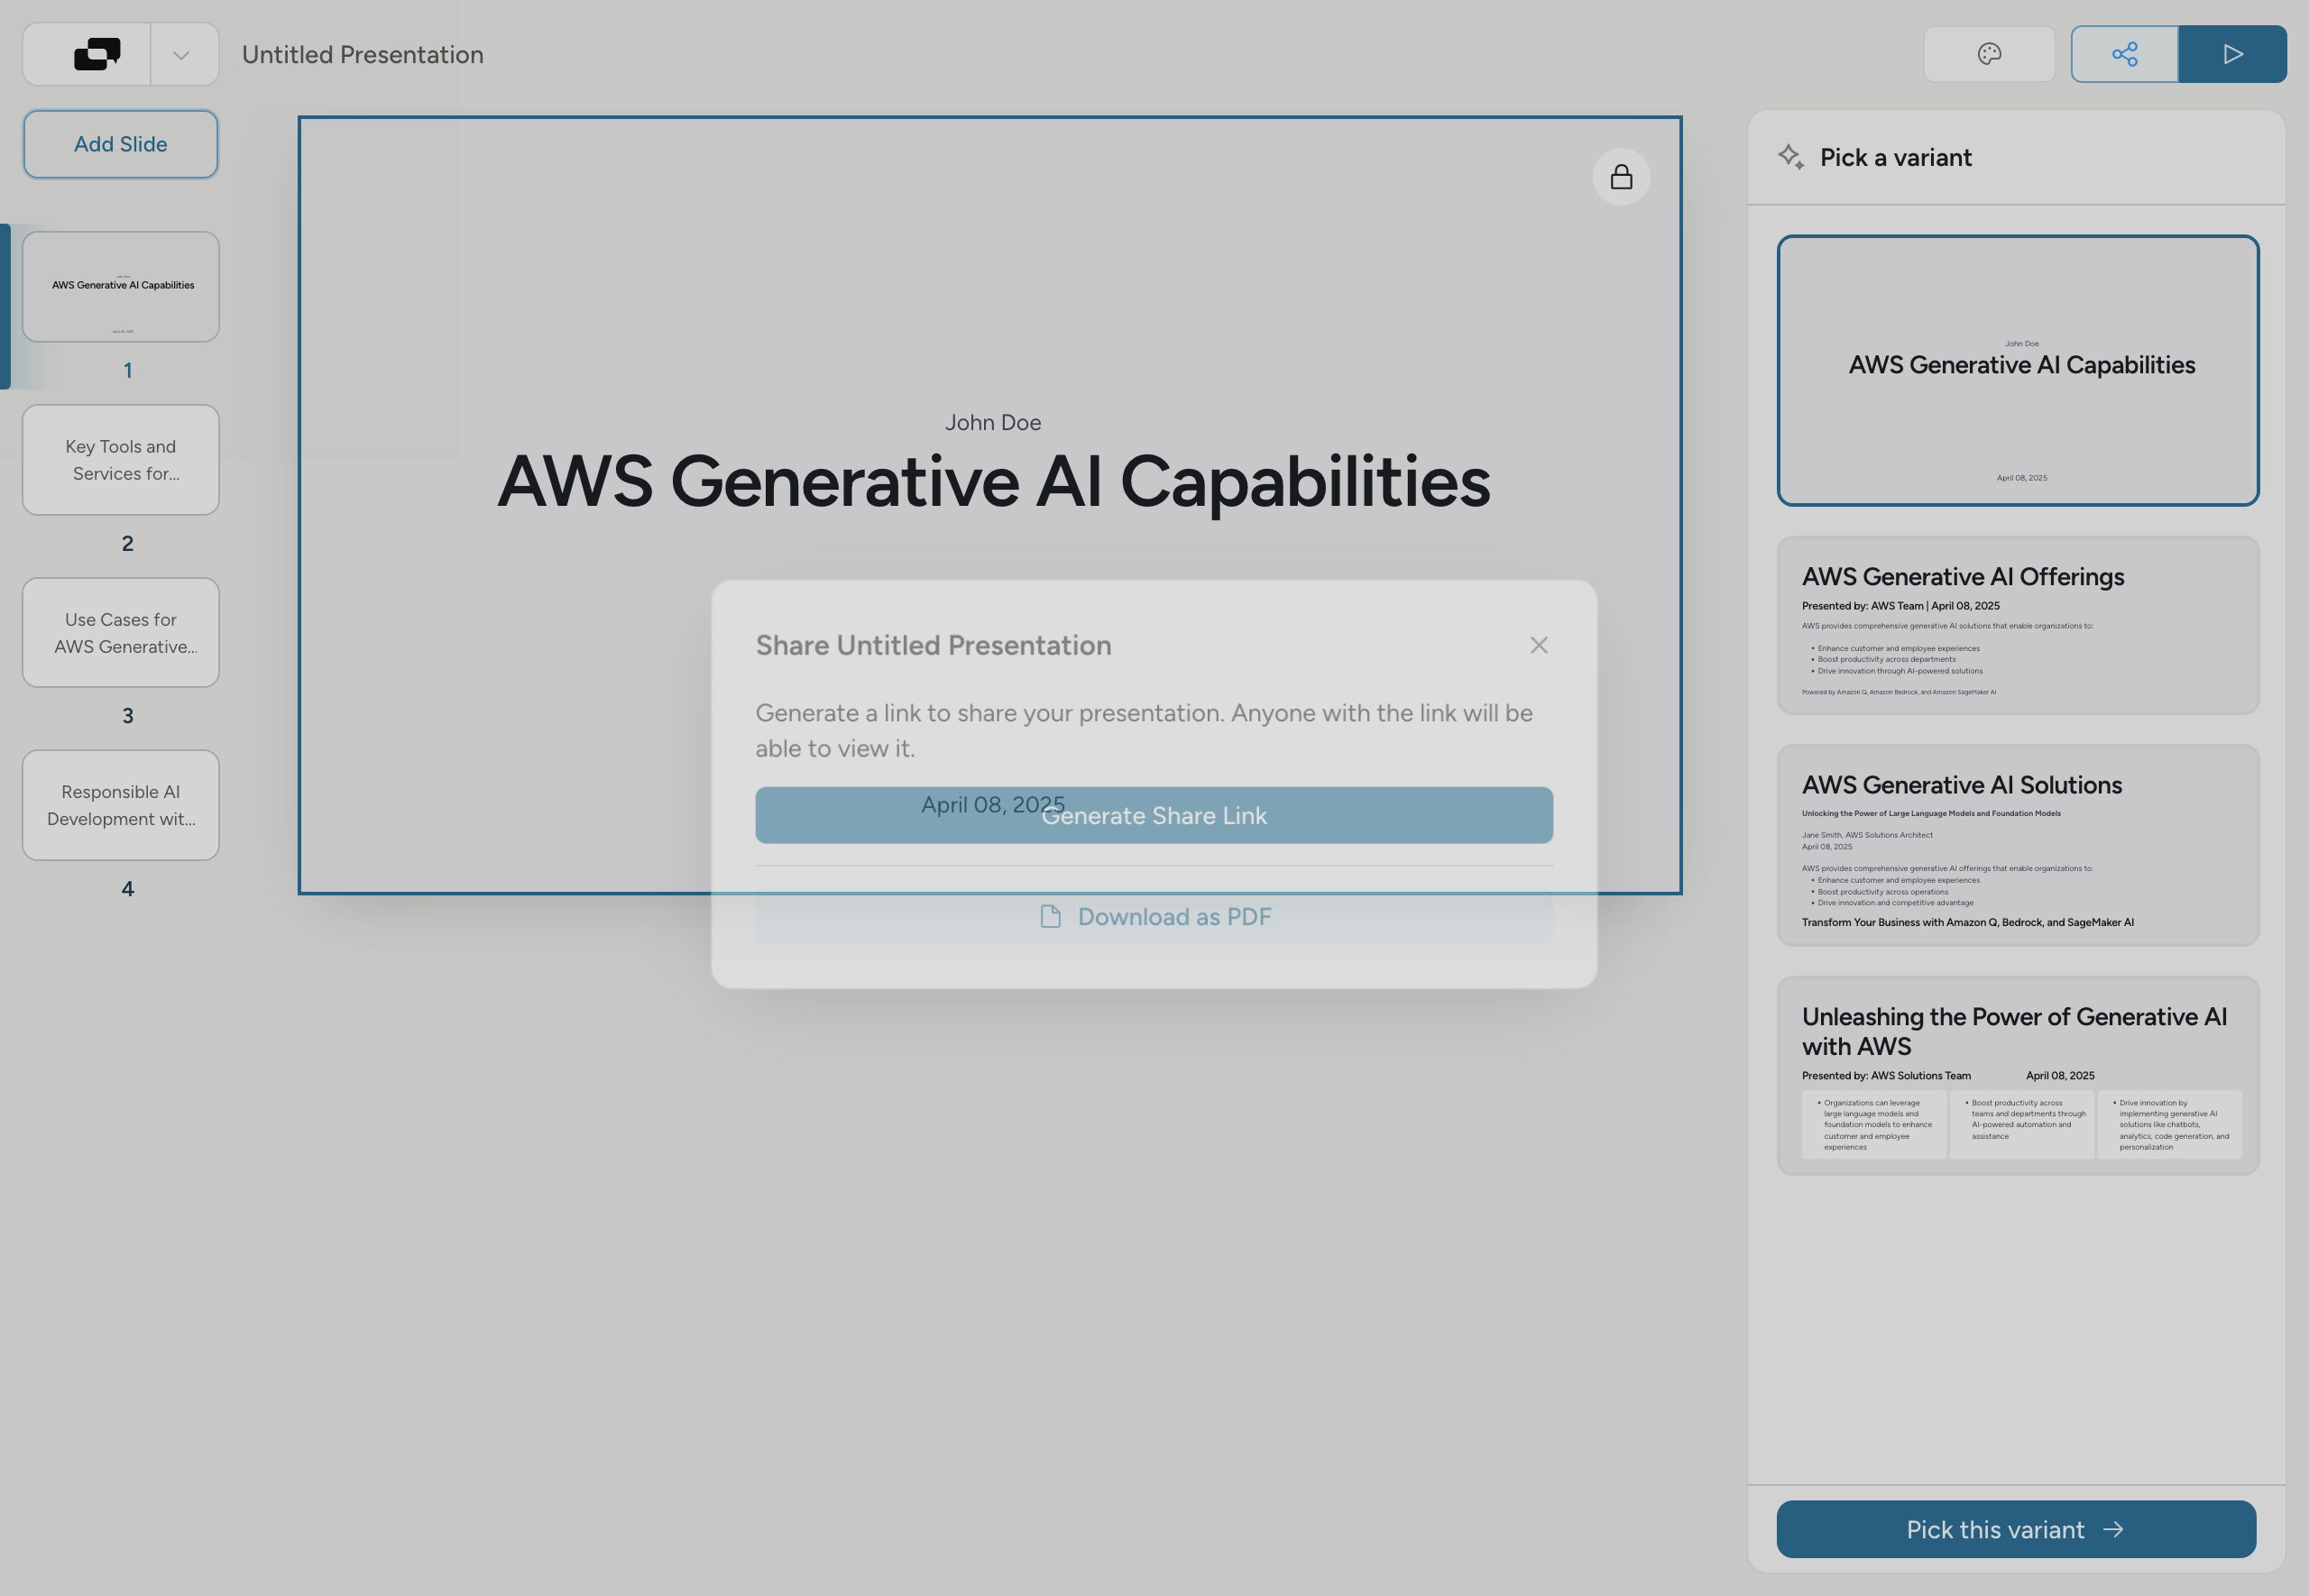 Untitled Presentation
Add Slide
AWS Generative AI Capabilities
1
Key Tools and
Services for...
2
Use Cases for
AWS Generative...
3
Responsible AI
Development wit...
4
John Doe
AWS Generative AI Capabilities
April 08, 2025
Share Untitled Presentation
Generate a link to share your presentation. Anyone with the link will be
able to view it.
Generate Share Link
Download as PDF
Pick a variant
John Doe
AWS Generative AI Capabilities
April 08, 2025
AWS Generative AI Offerings
Presented by: AWS Team | April 08, 2025
AWS provides comprehensive generative AI solutions that enable organizations to:
• Enhance customer and employee experiences
• Boost productivity across departments
• Drive innovation through AI-powered solutions
Powered by Amazon Q, Amazon Bedrock, and Amazon SageMaker AI
AWS Generative AI Solutions
Unlocking the Power of Large Language Models and Foundation Models
Jane Smith, AWS Solutions Architect
April 08, 2025
AWS provides comprehensive generative AI offerings that enable organizations to:
• Enhance customer and employee experiences
• Boost productivity across operations
• Drive innovation and competitive advantage
Transform Your Business with Amazon Q, Bedrock, and SageMaker AI
Unleashing the Power of Generative AI
with AWS
Presented by: AWS Solutions Team April 08, 2025
• Organizations can leverage
large language models and
foundation models to enhance
customer and employee
experiences
• Boost productivity across
teams and departments through
AI-powered automation and
assistance
• Drive innovation by
implementing generative AI
solutions like chatbots,
analytics, code generation, and
personalization
Pick this variant